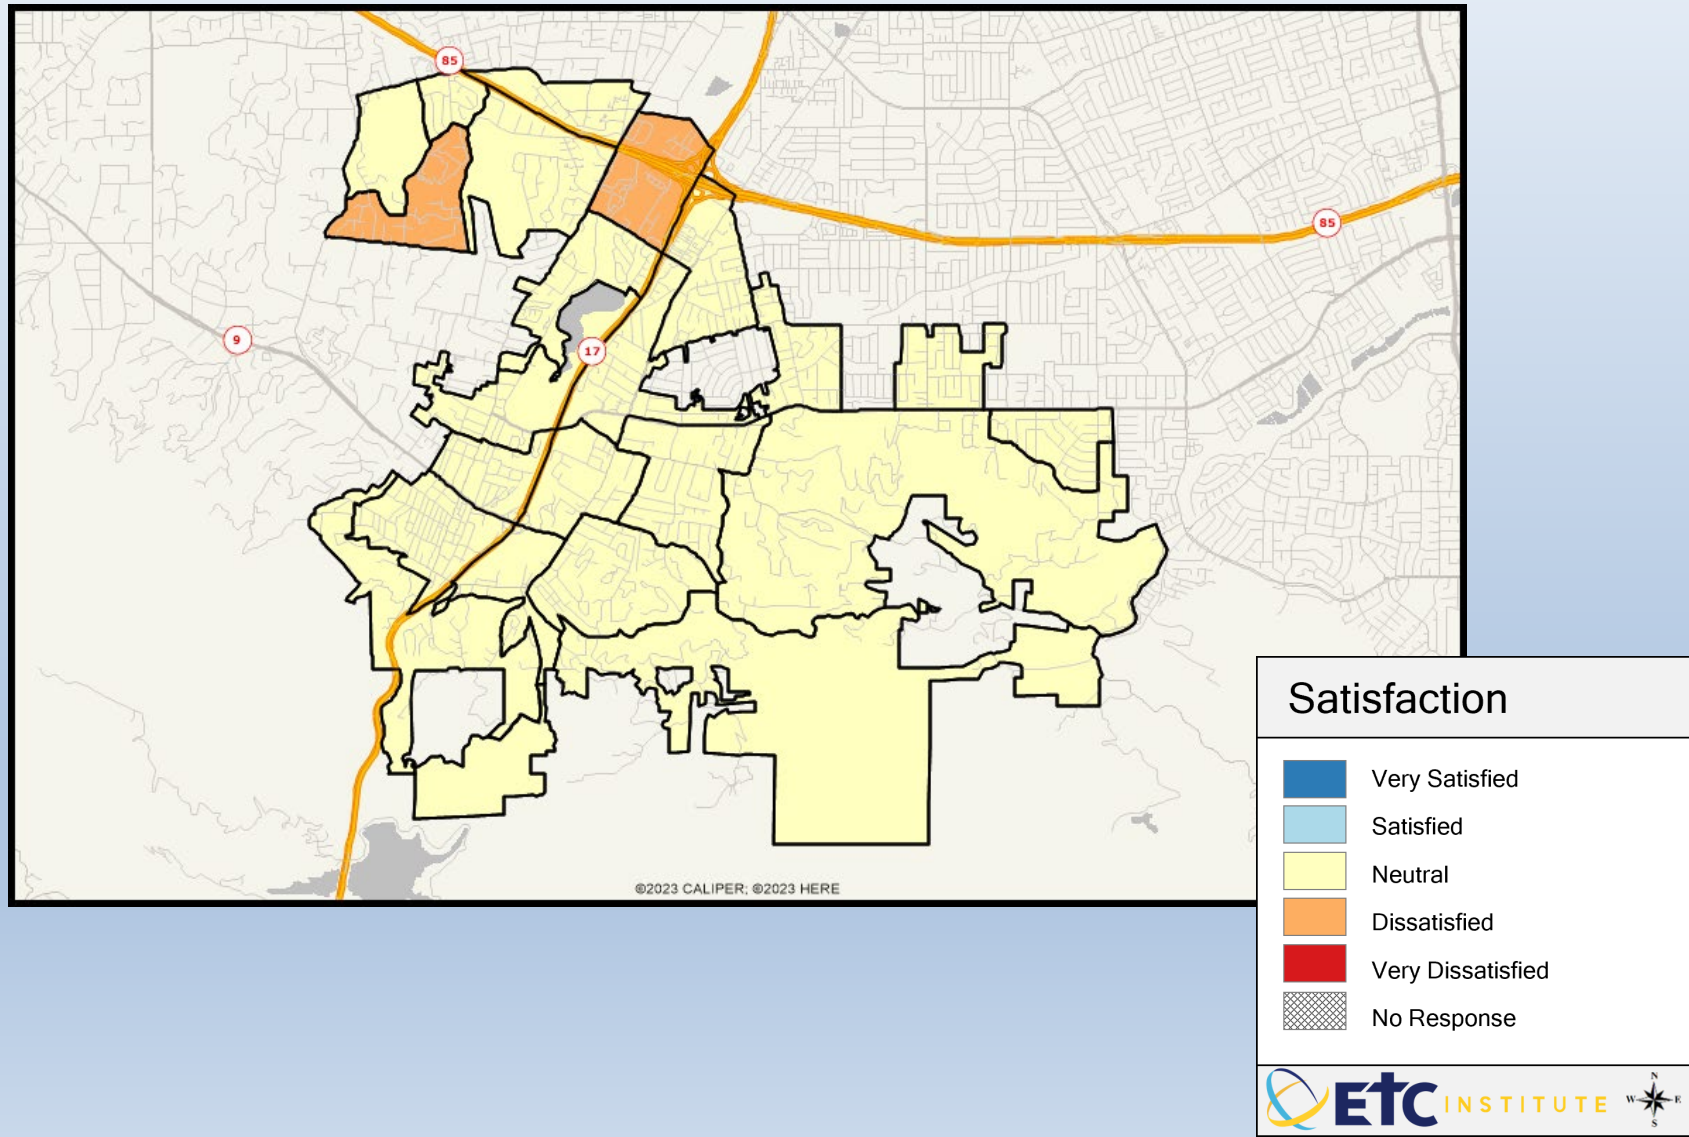 85
85
9
17
©2023 CALIPER; ©2023 HERE
Satisfaction
Very Satisfied
Satisfied
Neutral
Dissatisfied
Very Dissatisfied
No Response
ETC INSTITUTE
N
W E
S